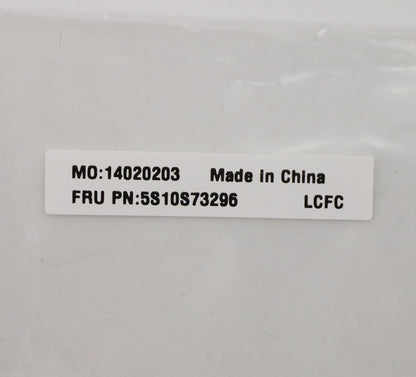 MO:14020203 Made in China
FRU PN:5S10S73296 LCFC